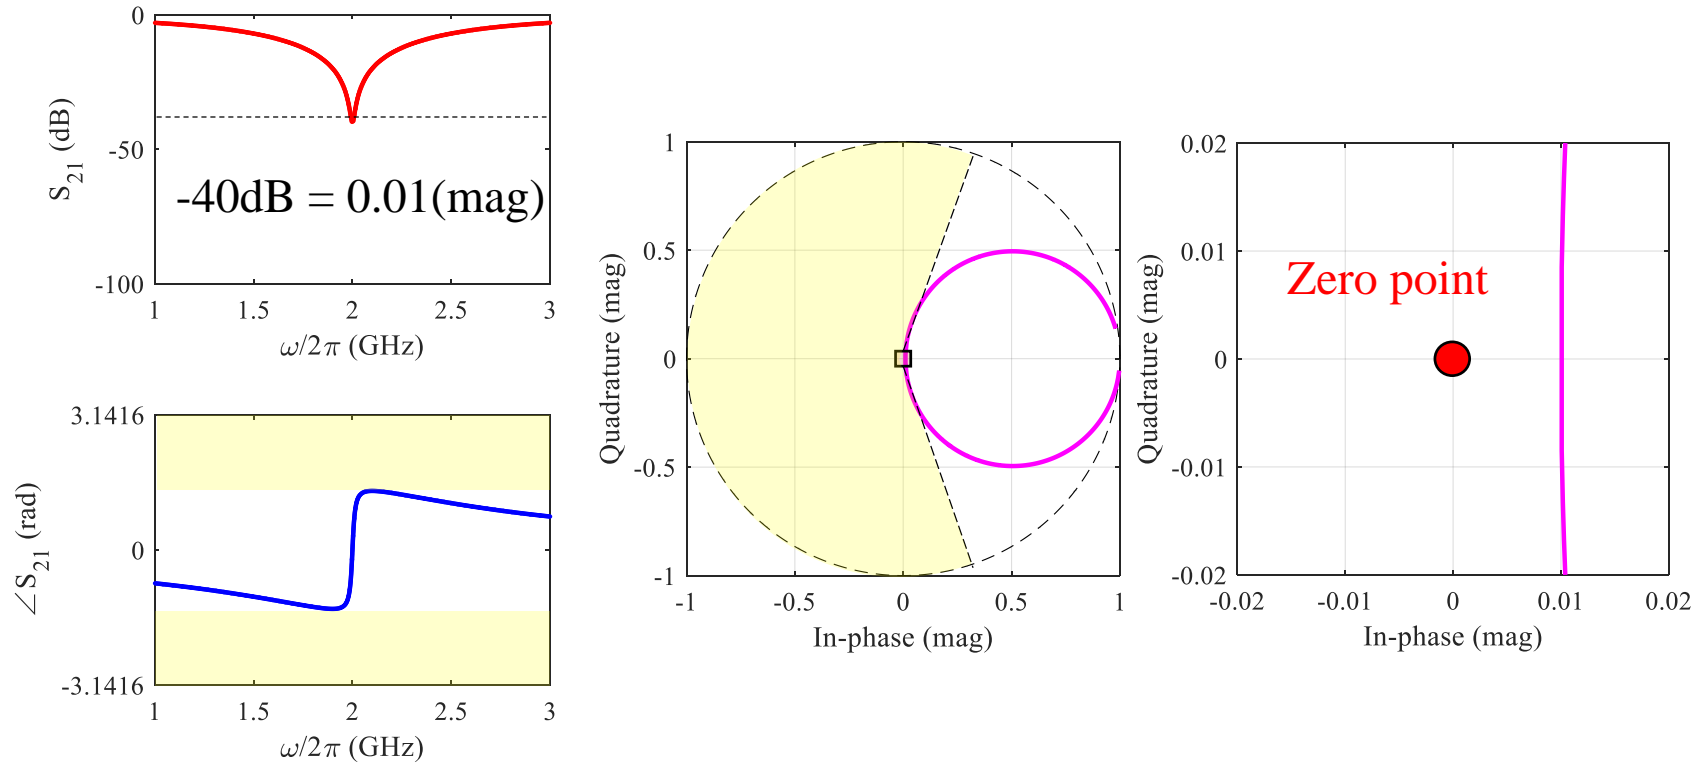 0
-50
-100
S21 (dB)
-40dB = 0.01(mag)
1 1.5 2 2.5 3
ω/2π (GHz)
3.1416
0
-3.1416
∠S21 (rad)
1 1.5 2 2.5 3
ω/2π (GHz)
1
0.5
0
-0.5
-1
Quadrature (mag)
-1 -0.5 0 0.5 1
In-phase (mag)
0.02
0.01
0
-0.01
-0.02
Quadrature (mag)
Zero point
-0.02 -0.01 0 0.01 0.02
In-phase (mag)